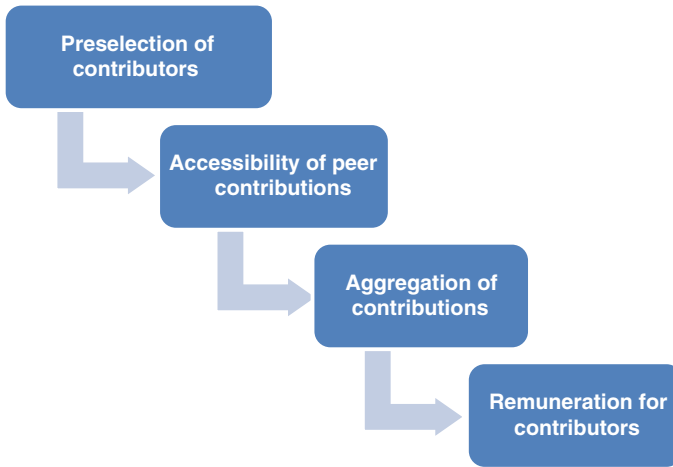 Preselection of
contributors
Accessibility of peer
contributions
Aggregation of
contributions
Remuneration for
contributors